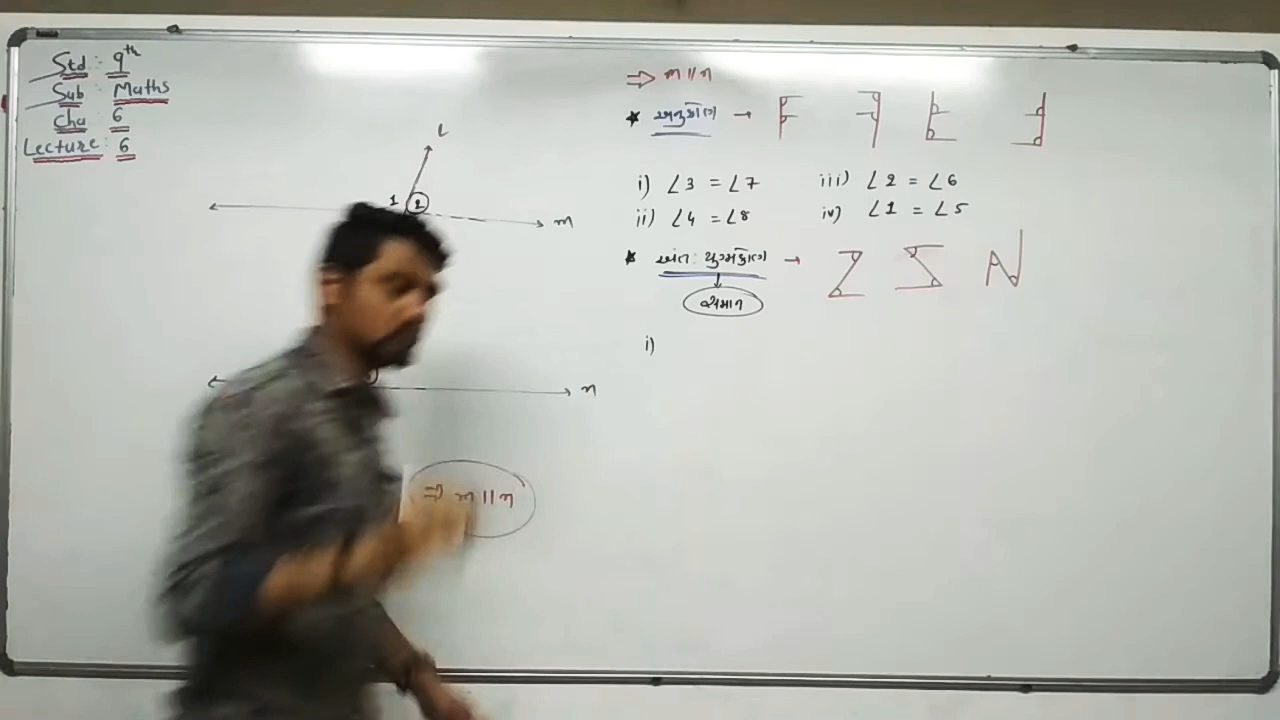 Std : 9th
Sub : Maths
Cha : 6
Lecture : 6
l
1 2
m
n
⇒ m || n
⇒ m || n
* અનુકોણ →
i) ∠3 = ∠7
iii) ∠2 = ∠6
ii) ∠4 = ∠8
iv) ∠1 = ∠5
* અંત: યુગ્મકોણ → Z Σ N
સમાન
i)